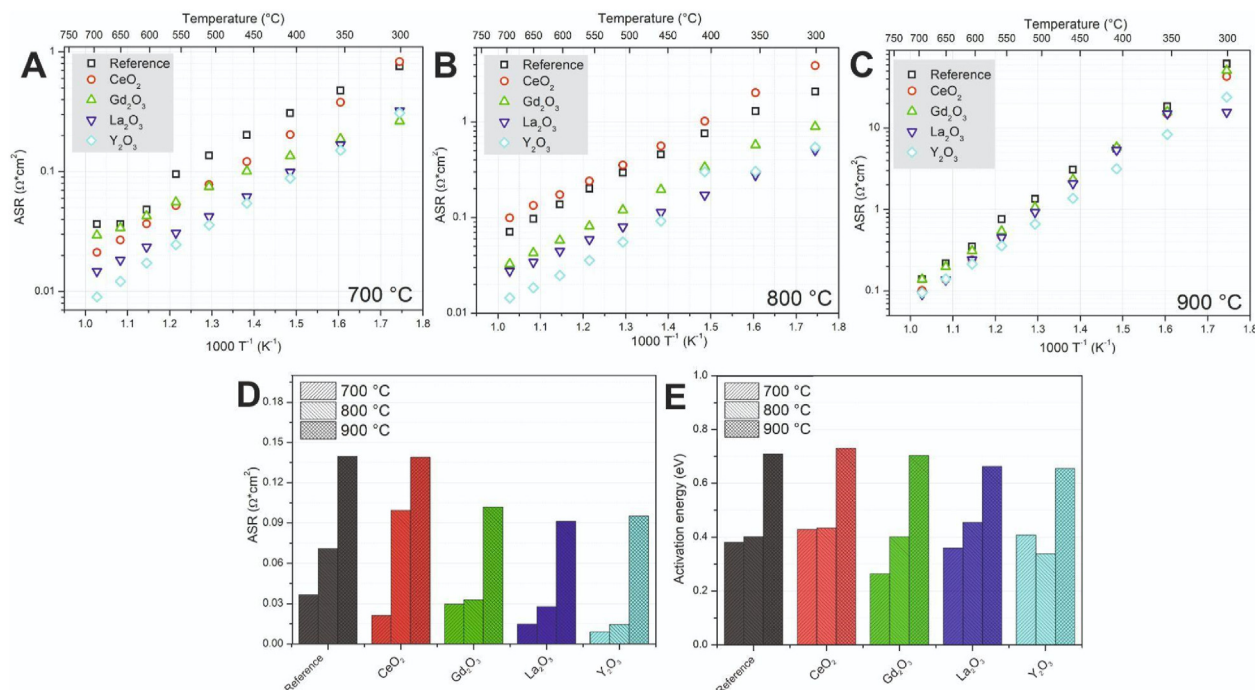 Temperature (°C)
750 700 650 600 550 500 450 400 350 300
A
Reference
CeO₂
Gd₂O₃
La₂O₃
Y₂O₃
1
0.1
0.01
ASR (Ω*cm²)
700 °C
1.0 1.1 1.2 1.3 1.4 1.5 1.6 1.7 1.8
1000 T⁻¹ (K⁻¹)
Temperature (°C)
750 700 650 600 550 500 450 400 350 300
B
Reference
CeO₂
Gd₂O₃
La₂O₃
Y₂O₃
10
1
0.1
0.01
ASR (Ω*cm²)
800 °C
1.0 1.1 1.2 1.3 1.4 1.5 1.6 1.7 1.8
1000 T⁻¹ (K⁻¹)
Temperature (°C)
750 700 650 600 550 500 450 400 350 300
C
Reference
CeO₂
Gd₂O₃
La₂O₃
Y₂O₃
10
1
0.1
ASR (Ω*cm²)
900 °C
1.0 1.1 1.2 1.3 1.4 1.5 1.6 1.7 1.8
1000 T⁻¹ (K⁻¹)
D
700 °C
800 °C
900 °C
0.18
0.15
0.12
0.09
0.06
0.03
0.00
ASR (Ω*cm²)
Reference CeO₂ Gd₂O₃ La₂O₃ Y₂O₃
E
700 °C
800 °C
900 °C
1.0
0.8
0.6
0.4
0.2
0.0
Activation energy (eV)
Reference CeO₂ Gd₂O₃ La₂O₃ Y₂O₃